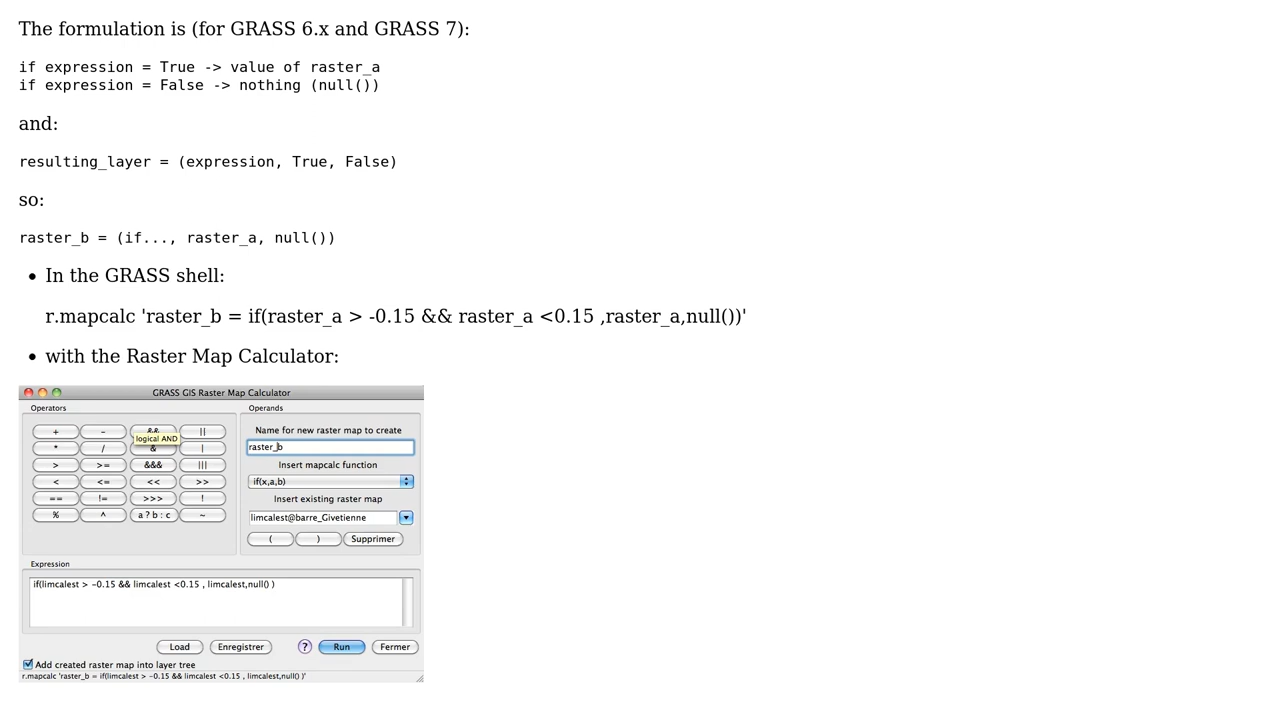 The formulation is (for GRASS 6.x and GRASS 7):
if expression = True -> value of raster_a
if expression = False -> nothing (null())
and:
resulting_layer = (expression, True, False)
so:
raster_b = (if..., raster_a, null())
• In the GRASS shell:
r.mapcalc 'raster_b = if(raster_a > -0.15 && raster_a <0.15 ,raster_a,null())'
• with the Raster Map Calculator:
GRASS GIS Raster Map Calculator
Operators
+ - && ||
logical AND
* / & |
> >= &&& |||
< <= << >>
== != >>> !
% ^ a ? b : c ~
Operands
Name for new raster map to create
raster_b
Insert mapcalc function
if(x,a,b)
Insert existing raster map
limcalest@barre_Givetienne
( ) Supprimer
Expression
if(limcalest > -0.15 && limcalest <0.15 , limcalest,null() )
Load Enregistrer ? Run Fermer
Add created raster map into layer tree
r.mapcalc 'raster_b = if(limcalest > -0.15 && limcalest <0.15 , limcalest,null() )'